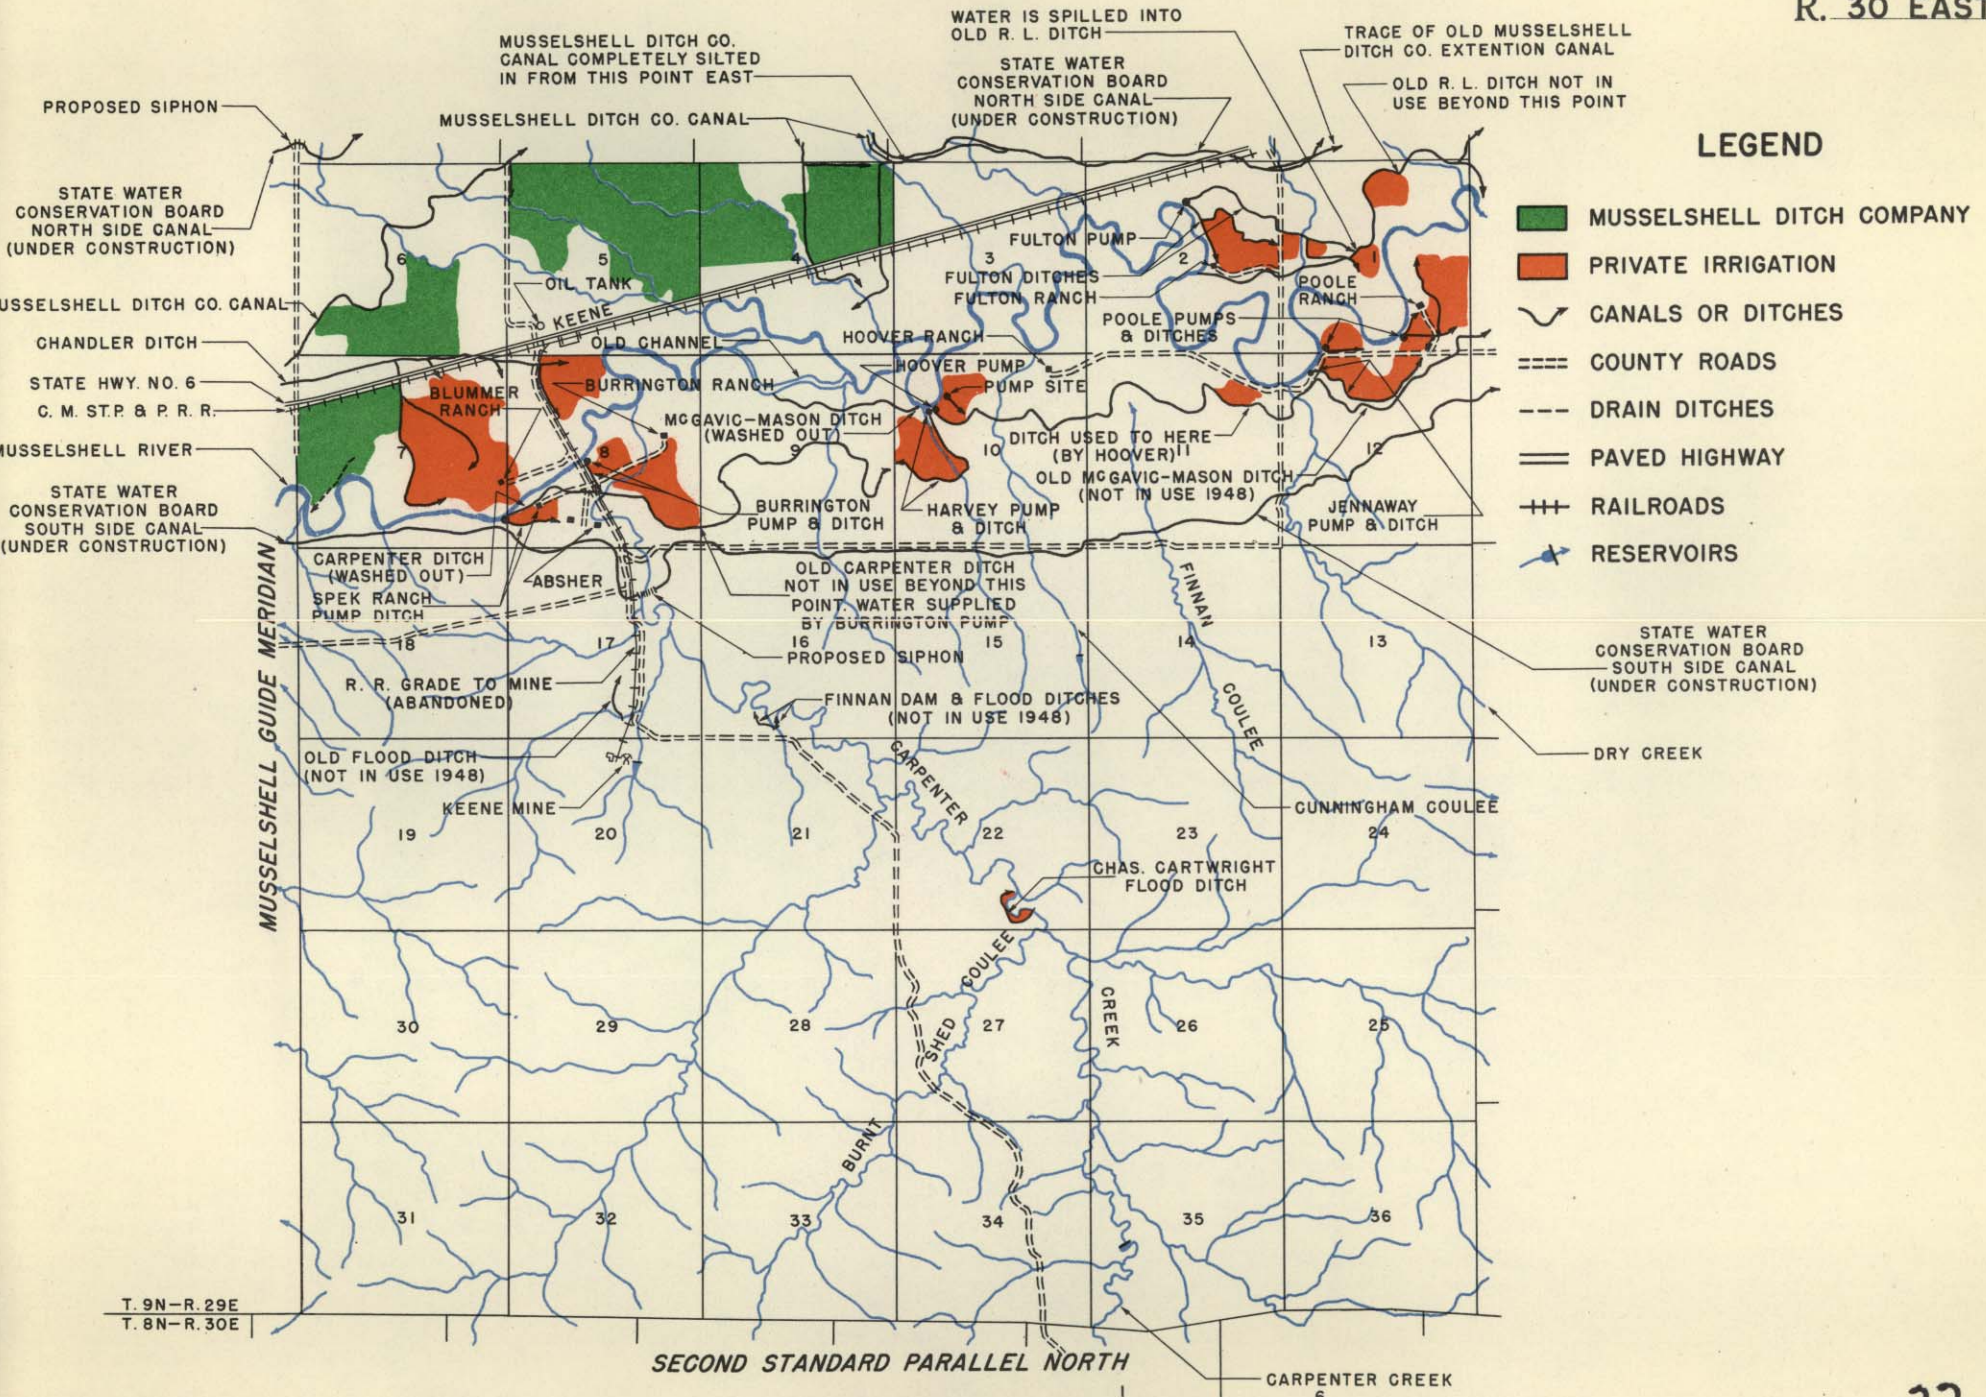 R. 30 EAST
WATER IS SPILLED INTO
OLD R. L. DITCH
TRACE OF OLD MUSSELSHELL
DITCH CO. EXTENTION CANAL
MUSSELSHELL DITCH CO.
CANAL COMPLETELY SILTED
IN FROM THIS POINT EAST
STATE WATER
CONSERVATION BOARD
NORTH SIDE CANAL
(UNDER CONSTRUCTION)
OLD R. L. DITCH NOT IN
USE BEYOND THIS POINT
PROPOSED SIPHON
MUSSELSHELL DITCH CO. CANAL
STATE WATER
CONSERVATION BOARD
NORTH SIDE CANAL
(UNDER CONSTRUCTION)
MUSSELSHELL DITCH CO. CANAL
CHANDLER DITCH
STATE HWY. NO. 6
C. M. ST. P. & P. R. R.
MUSSELSHELL RIVER
STATE WATER
CONSERVATION BOARD
SOUTH SIDE CANAL
(UNDER CONSTRUCTION)
LEGEND
MUSSELSHELL DITCH COMPANY
PRIVATE IRRIGATION
CANALS OR DITCHES
COUNTY ROADS
DRAIN DITCHES
PAVED HIGHWAY
RAILROADS
RESERVOIRS
6
5
4
3
2
1
OIL TANK
KEENE
FULTON PUMP
FULTON DITCHES
FULTON RANCH
POOLE
RANCH
POOLE PUMPS
& DITCHES
OLD CHANNEL
HOOVER RANCH
HOOVER PUMP
PUMP SITE
BLUMMER
RANCH
BURRINGTON RANCH
McGAVIC-MASON DITCH
(WASHED OUT)
7
8
9
10
11
12
DITCH USED TO HERE
(BY HOOVER)
OLD McGAVIC-MASON DITCH
(NOT IN USE 1948)
BURRINGTON
PUMP & DITCH
HARVEY PUMP
& DITCH
JENNAWAY
PUMP & DITCH
CARPENTER DITCH
(WASHED OUT)
SPEK RANCH
PUMP DITCH
ABSHER
OLD CARPENTER DITCH
NOT IN USE BEYOND THIS
POINT. WATER SUPPLIED
BY BURRINGTON PUMP
18
17
16
15
14
13
PROPOSED SIPHON
R. R. GRADE TO MINE
(ABANDONED)
FINNAN DAM & FLOOD DITCHES
(NOT IN USE 1948)
FINNAN
COULEE
STATE WATER
CONSERVATION BOARD
SOUTH SIDE CANAL
(UNDER CONSTRUCTION)
DRY CREEK
OLD FLOOD DITCH
(NOT IN USE 1948)
KEENE MINE
CARPENTER
CUNNINGHAM COULEE
19
20
21
22
23
24
CHAS. CARTWRIGHT
FLOOD DITCH
MUSSELSHELL GUIDE MERIDIAN
COULEE
SHED
BURNT
CREEK
30
29
28
27
26
25
31
32
33
34
35
36
T. 9N–R. 29E
T. 8N–R. 30E
SECOND STANDARD PARALLEL NORTH
CARPENTER CREEK
6